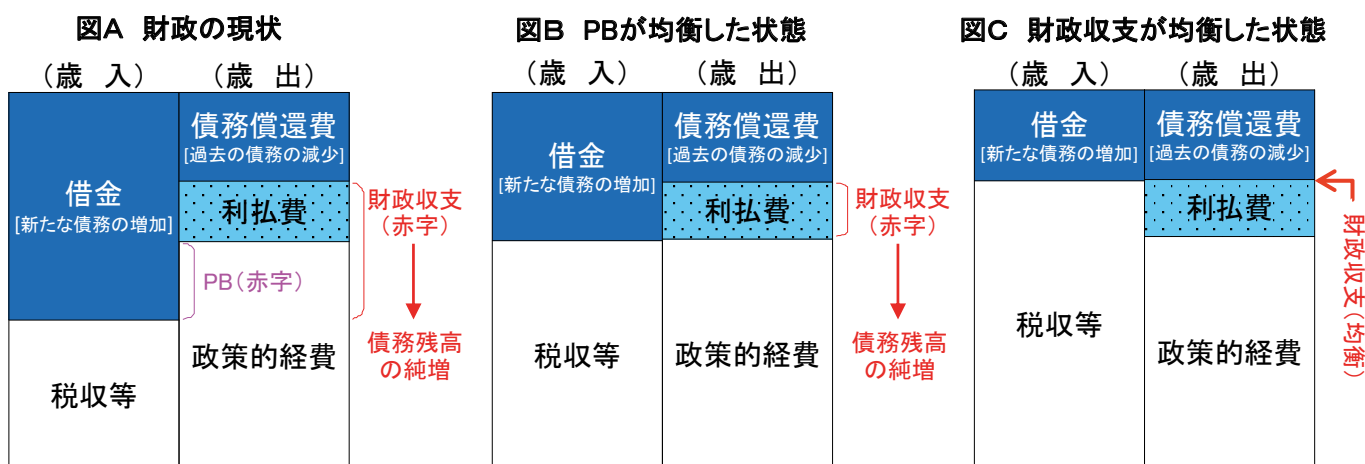 図A 財政の現状
(歳 入)
(歳 出)
借金
[新たな債務の増加]
税収等
債務償還費
[過去の債務の減少]
利払費
PB(赤字)
政策的経費
財政収支
(赤字)
債務残高
の純増
図B PBが均衡した状態
(歳 入)
(歳 出)
借金
[新たな債務の増加]
税収等
債務償還費
[過去の債務の減少]
利払費
政策的経費
財政収支
(赤字)
債務残高
の純増
図C 財政収支が均衡した状態
(歳 入)
(歳 出)
借金
[新たな債務の増加]
税収等
債務償還費
[過去の債務の減少]
利払費
政策的経費
財政収支(均衡)